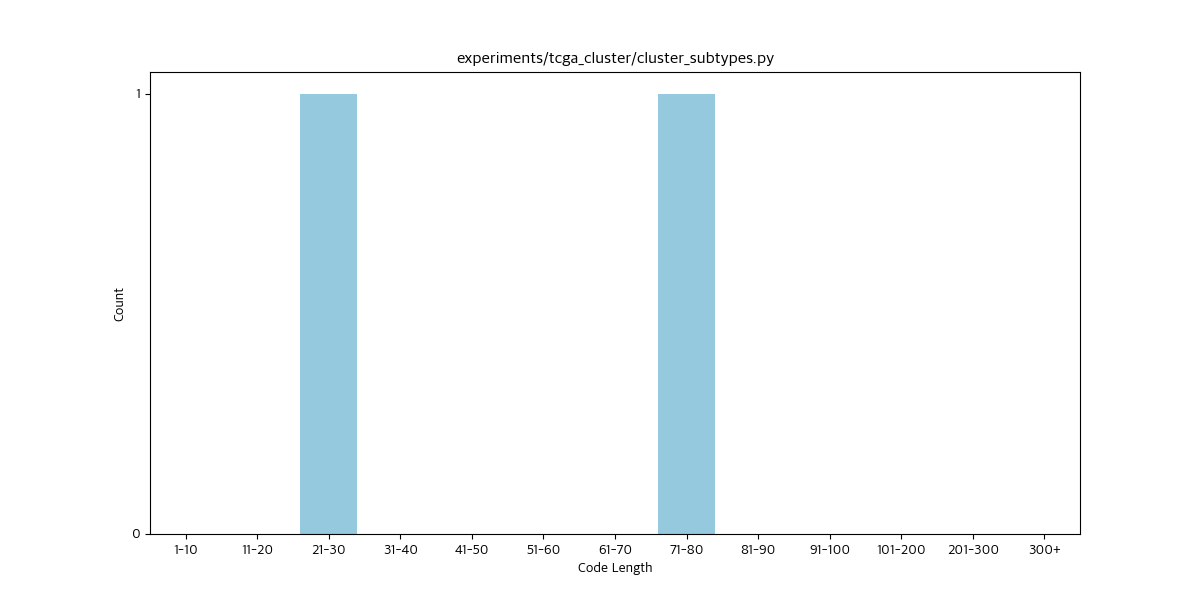 experiments/tcga_cluster/cluster_subtypes.py
1
Count
0
1-10 11-20 21-30 31-40 41-50 51-60 61-70 71-80 81-90 91-100 101-200 201-300 300+
Code Length